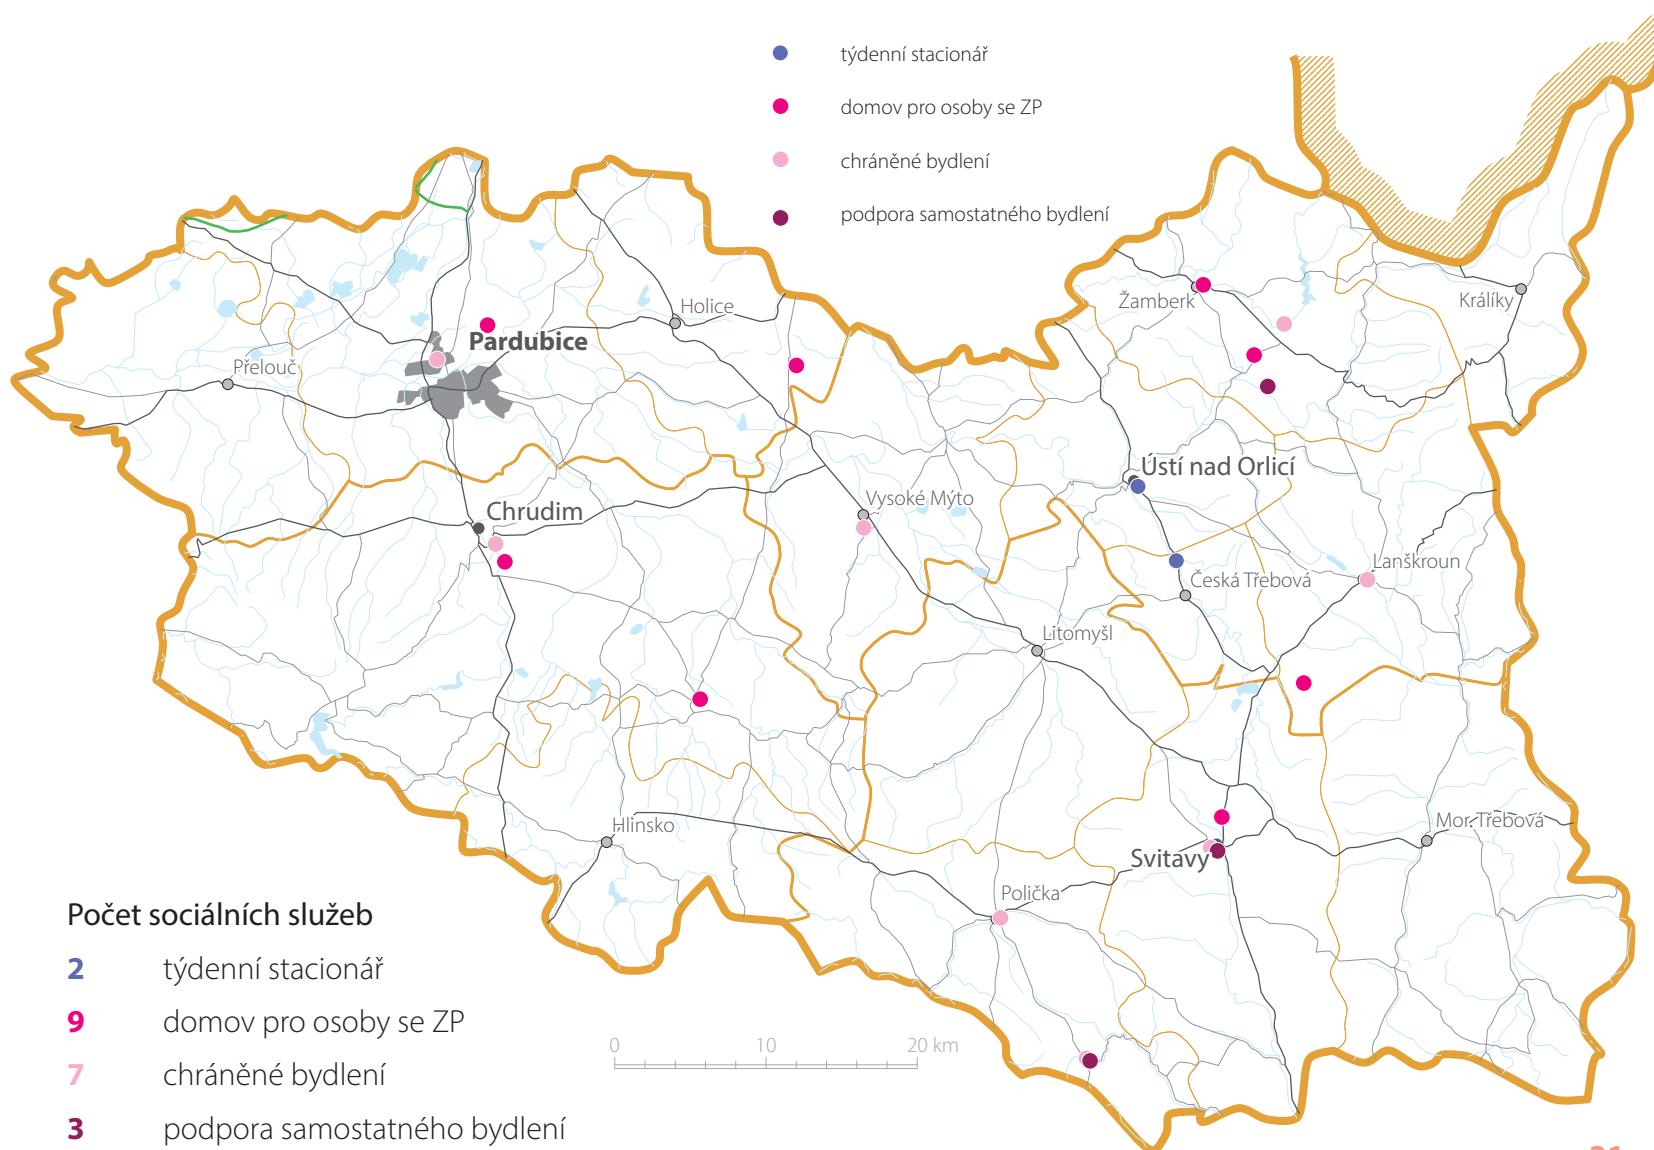 týdenní stacionář
domov pro osoby se ZP
chráněné bydlení
podpora samostatného bydlení
Žamberk
Králíky
Holice
Pardubice
Přelouč
Ústí nad Orlicí
Vysoké Mýto
Chrudim
Lanškroun
Česká Třebová
Litomyšl
Hlinsko
Mor. Třebová
Svitavy
Polička
Počet sociálních služeb
2 týdenní stacionář
9 domov pro osoby se ZP
7 chráněné bydlení
3 podpora samostatného bydlení
0 10 20 km